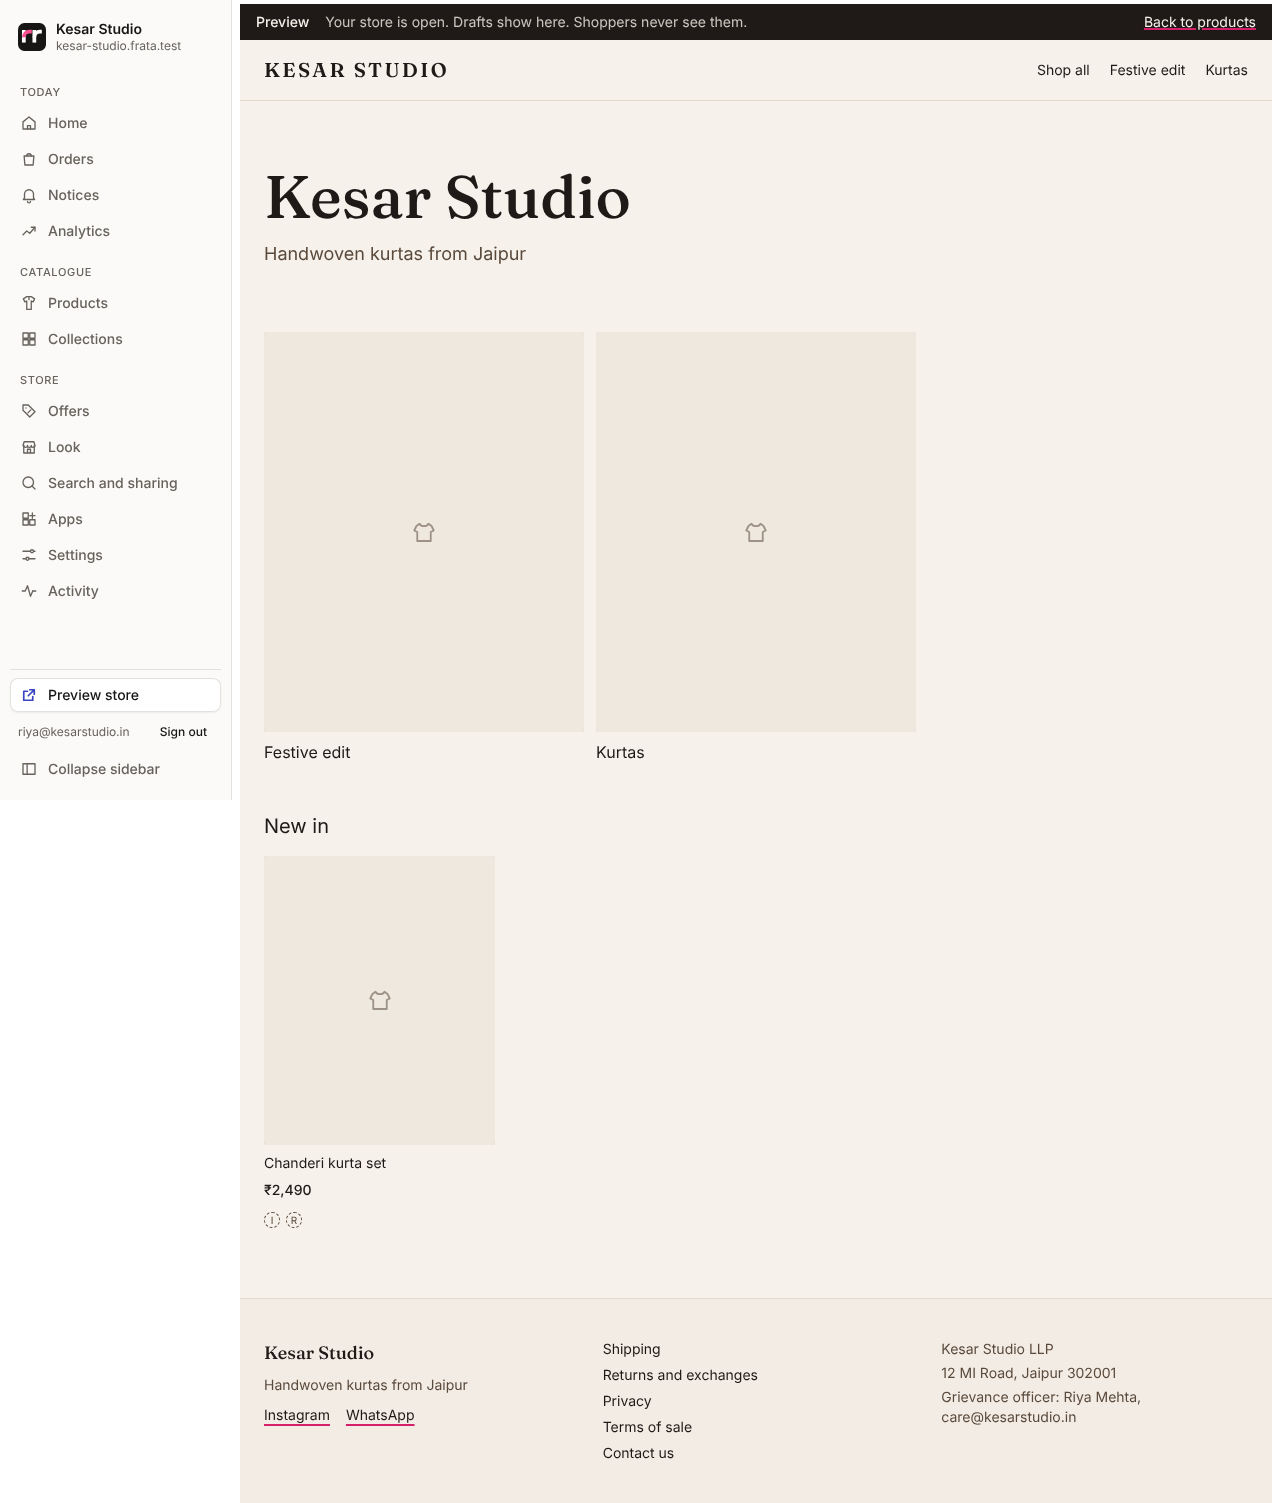 Kesar Studio
kesar-studio.frata.test
TODAY
Home
Orders
Notices
Analytics
CATALOGUE
Products
Collections
STORE
Offers
Look
Search and sharing
Apps
Settings
Activity
Preview store
riya@kesarstudio.in Sign out
Collapse sidebar
Preview Your store is open. Drafts show here. Shoppers never see them. Back to products
KESAR STUDIO Shop all Festive edit Kurtas
Kesar Studio
Handwoven kurtas from Jaipur
Festive edit Kurtas
New in
Chanderi kurta set
₹2,490
I R
Kesar Studio
Handwoven kurtas from Jaipur
Instagram WhatsApp
Shipping
Returns and exchanges
Privacy
Terms of sale
Contact us
Kesar Studio LLP
12 MI Road, Jaipur 302001
Grievance officer: Riya Mehta,
care@kesarstudio.in